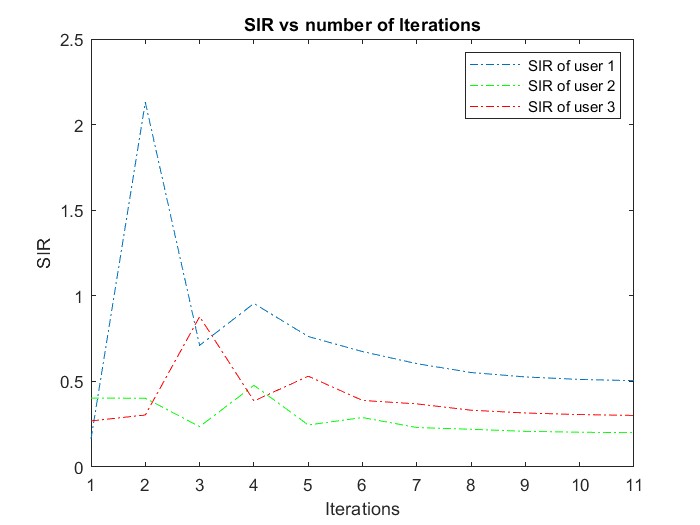 SIR vs number of Iterations
2.5
2
1.5
1
0.5
0
SIR
SIR of user 1
SIR of user 2
SIR of user 3
1 2 3 4 5 6 7 8 9 10 11
Iterations